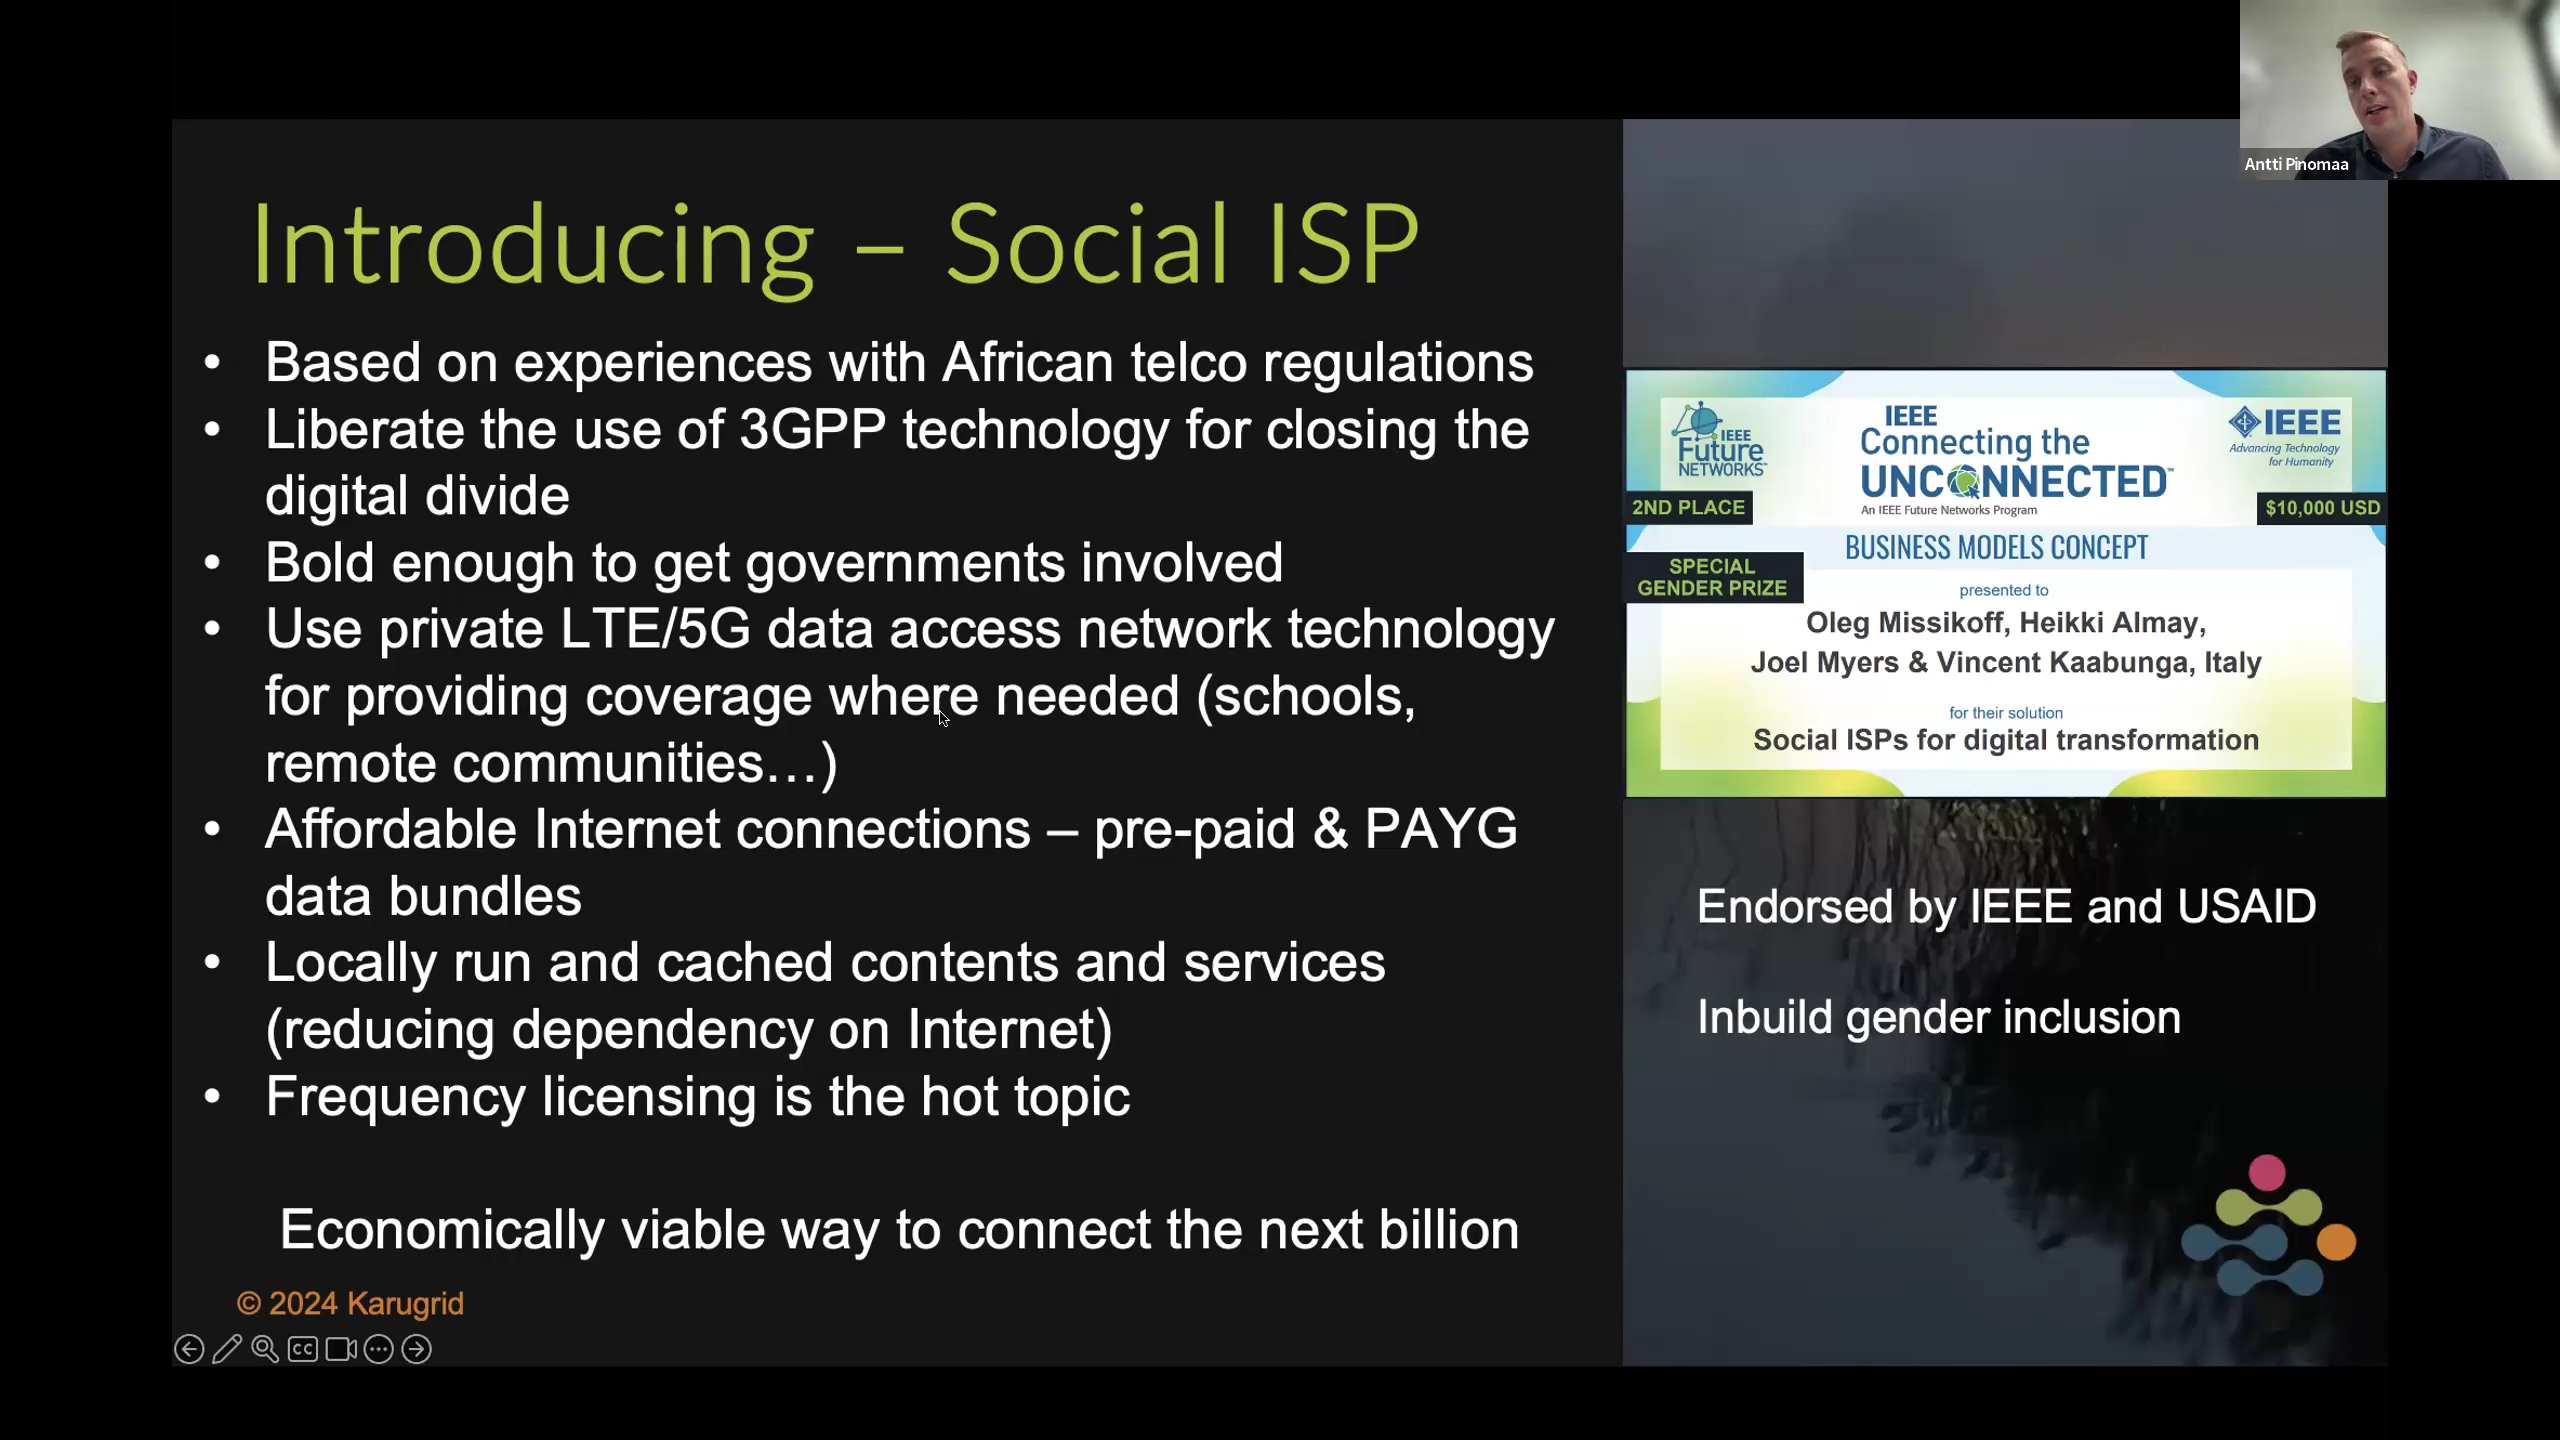 Antti Pinomaa
Introducing – Social ISP
• Based on experiences with African telco regulations
• Liberate the use of 3GPP technology for closing the
digital divide
• Bold enough to get governments involved
• Use private LTE/5G data access network technology
for providing coverage where needed (schools,
remote communities…)
• Affordable Internet connections – pre-paid & PAYG
data bundles
• Locally run and cached contents and services
(reducing dependency on Internet)
• Frequency licensing is the hot topic
Economically viable way to connect the next billion
© 2024 Karugrid
CC
IEEE
Future
NETWORKS™
IEEE
Connecting the
UNCONNECTED™
An IEEE Future Networks Program
IEEE
Advancing Technology
for Humanity
2ND PLACE
$10,000 USD
BUSINESS MODELS CONCEPT
SPECIAL
GENDER PRIZE
presented to
Oleg Missikoff, Heikki Almay,
Joel Myers & Vincent Kaabunga, Italy
for their solution
Social ISPs for digital transformation
Endorsed by IEEE and USAID
Inbuild gender inclusion